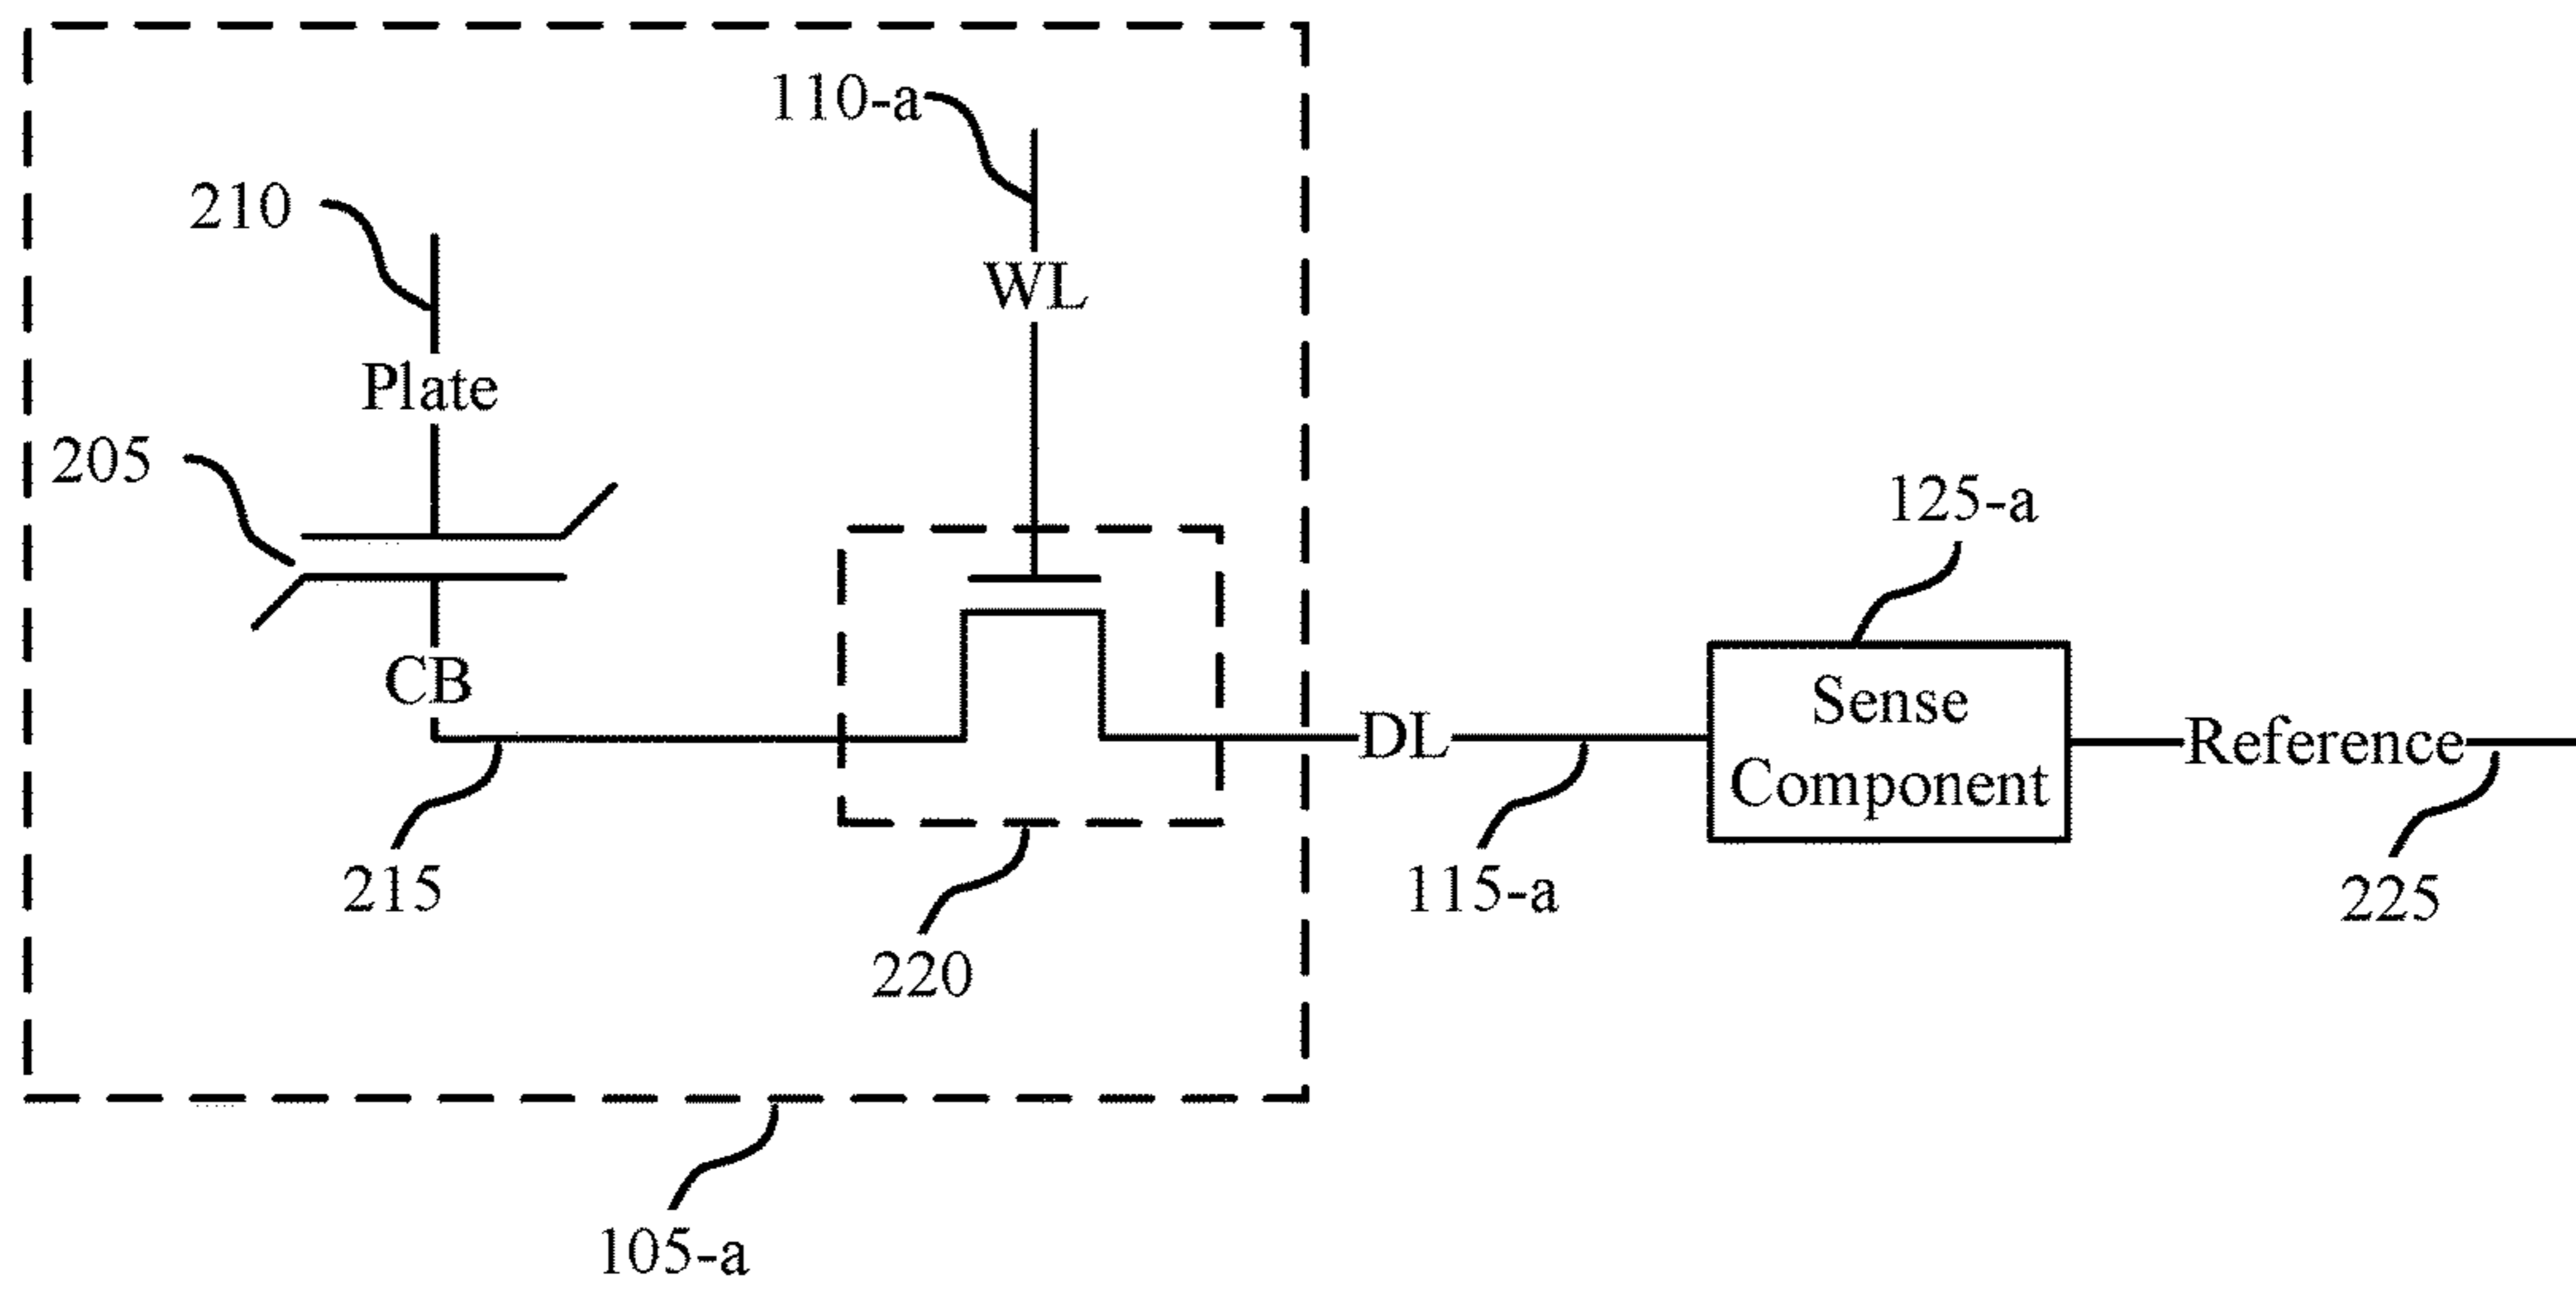 110-a
210
WL
Plate
205
125-a
CB
Sense
Component
DL
Reference
215
115-a
225
220
105-a